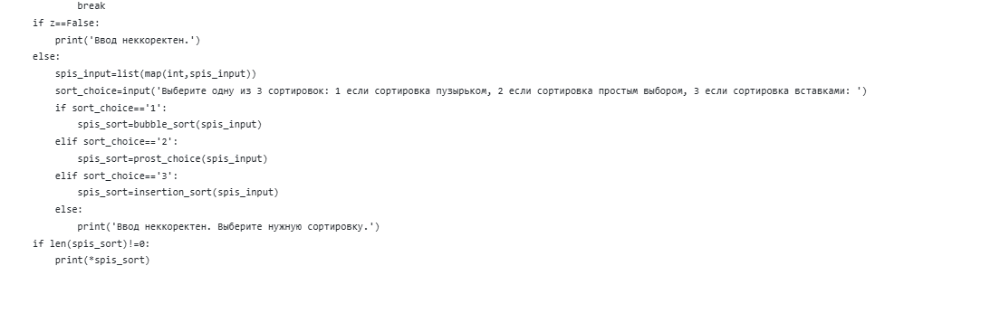 break
if z==False:
print('Ввод неккоректен.')
else:
spis_input=list(map(int,spis_input))
sort_choice=input('Выберите одну из 3 сортировок: 1 если сортировка пузырьком, 2 если сортировка простым выбором, 3 если сортировка вставками: ')
if sort_choice=='1':
spis_sort=bubble_sort(spis_input)
elif sort_choice=='2':
spis_sort=prost_choice(spis_input)
elif sort_choice=='3':
spis_sort=insertion_sort(spis_input)
else:
print('Ввод неккоректен. Выберите нужную сортировку.')
if len(spis_sort)!=0:
print(*spis_sort)